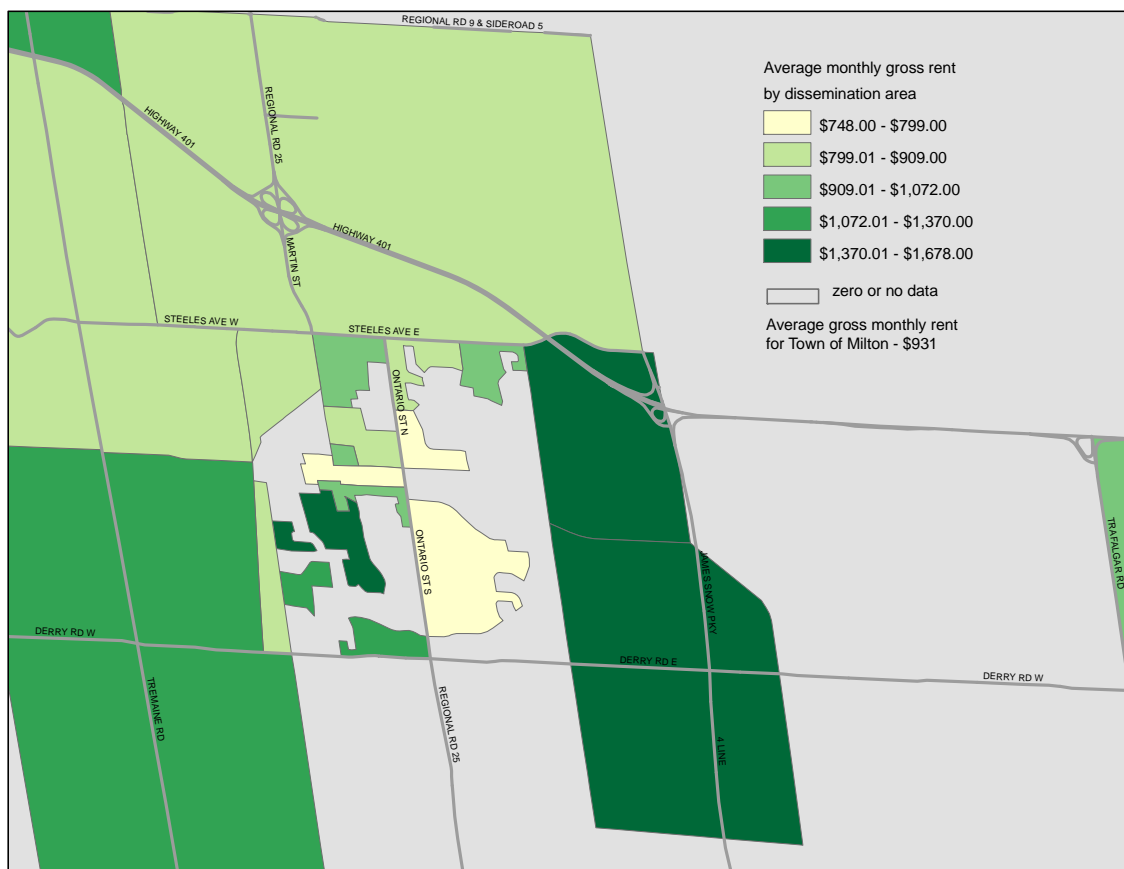 REGIONAL RD 9 & SIDEROAD 5
Average monthly gross rent
by dissemination area
$748.00 - $799.00
$799.01 - $909.00
$909.01 - $1,072.00
$1,072.01 - $1,370.00
$1,370.01 - $1,678.00
zero or no data
Average gross monthly rent
for Town of Milton - $931
HIGHWAY 401
REGIONAL RD 25
HIGHWAY 401
MARTIN ST
STEELES AVE W
STEELES AVE E
ONTARIO ST N
ONTARIO ST S
JAMES SNOW PKY
TRAFALGAR RD
DERRY RD W
DERRY RD E
DERRY RD W
TREMAINE RD
REGIONAL RD 25
4 LINE